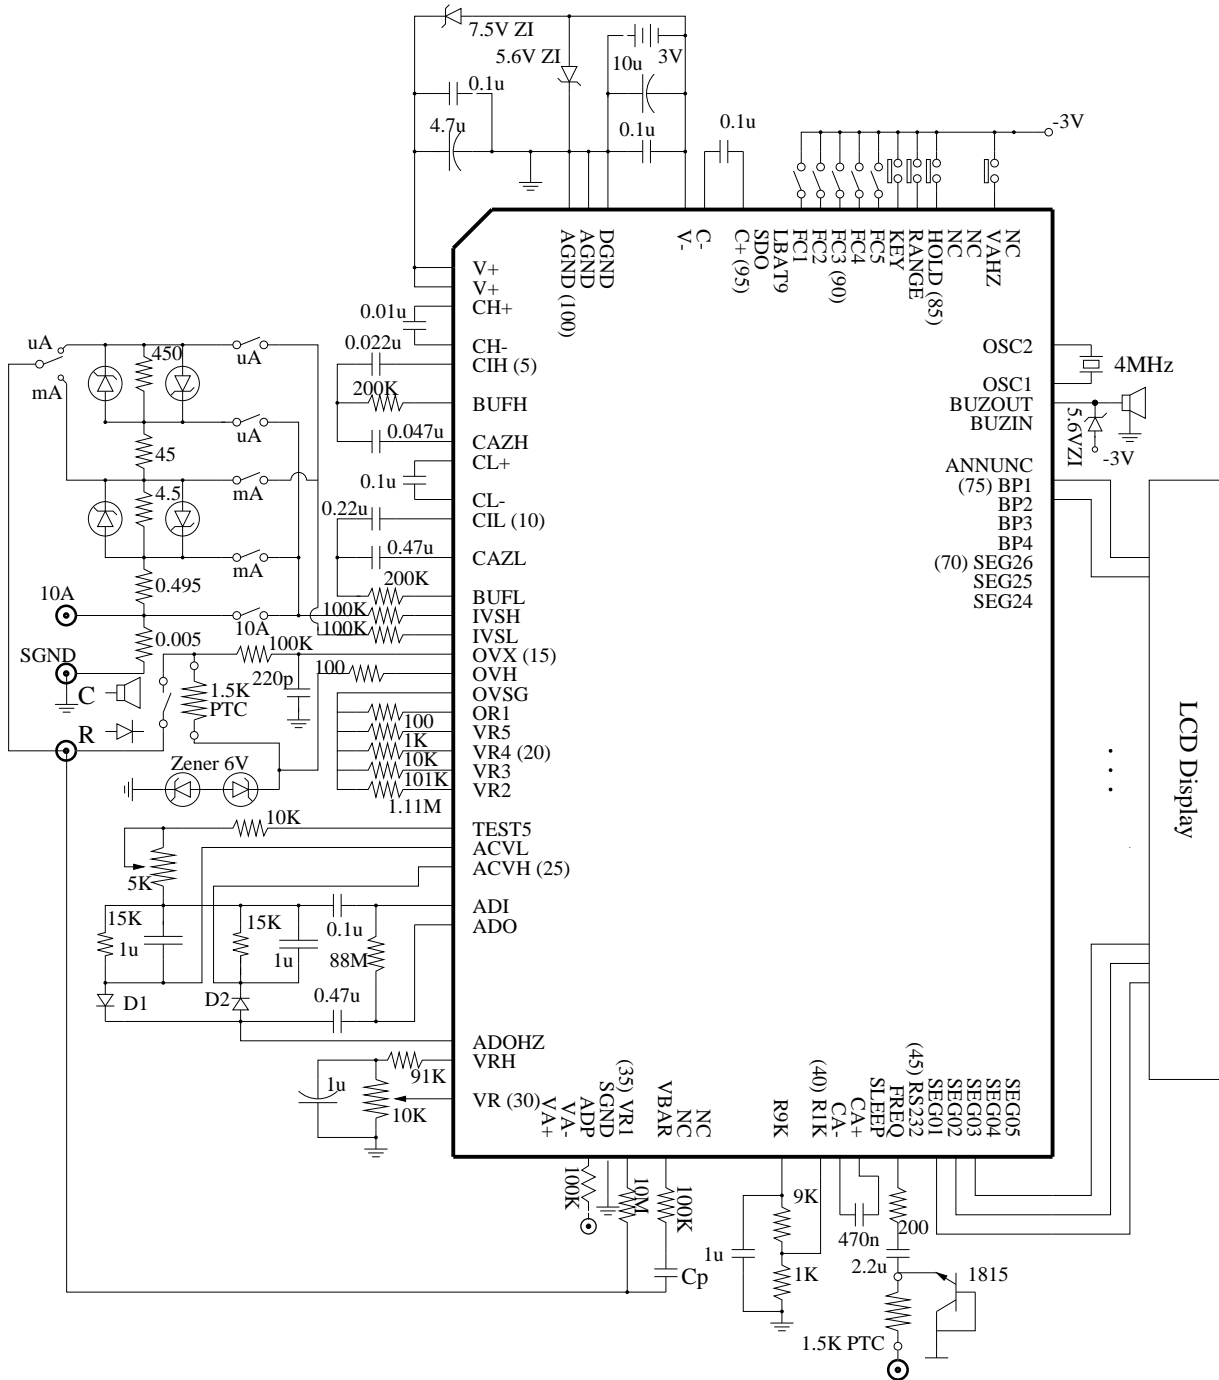 7.5V ZI
5.6V ZI
3V
10u
0.1u
4.7u
0.1u
0.1u
-3V
AGND (100)
AGND
DGND
V-
C-
C+ (95)
SDO
LBAT9
FC1
FC2
FC3 (90)
FC4
FC5
KEY
RANGE
HOLD (85)
NC
NC
VAHZ
NC
V+
V+
CH+
0.01u
CH-
0.022u
CIH (5)
200K
BUFH
0.047u
CAZH
CL+
0.1u
CL-
0.22u
CIL (10)
0.47u
CAZL
200K
BUFL
100K
IVSH
100K
IVSL
100K
OVX (15)
100
OVH
220p
OVSG
OR1
100
VR5
1K
VR4 (20)
10K
VR3
101K
VR2
1.11M
uA
mA
450
uA
uA
45
mA
4.5
mA
0.495
10A
10A
0.005
SGND
C
R
1.5K
PTC
Zener 6V
10K
TEST5
ACVL
5K
ACVH (25)
15K
1u
15K
1u
0.1u
ADI
ADO
88M
D1
D2
0.47u
ADOHZ
91K
VRH
1u
10K
VR (30)
OSC2
4MHz
OSC1
BUZOUT
BUZIN
5.6VZI
-3V
ANNUNC
(75) BP1
BP2
BP3
BP4
(70) SEG26
SEG25
SEG24
LCD Display
VA+
VA-
ADP
SGND
(35) VR1
VBAR
NC
NC
R9K
(40) R1K
CA-
CA+
SLEEP
FREQ
(45) RS232
SEG01
SEG02
SEG03
SEG04
SEG05
100K
10M
100K
Cp
9K
1u
1K
470n
200
2.2u
1815
1.5K PTC